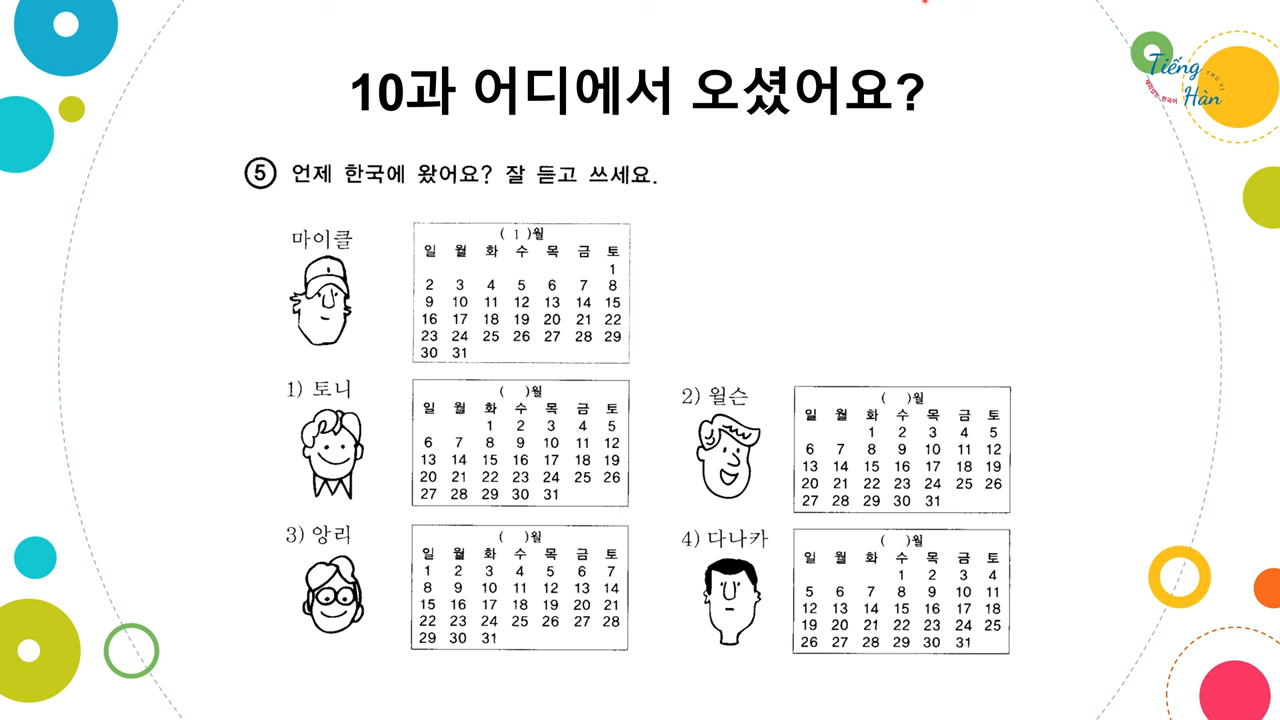 Tiếng
THÚ VỊ
재미있는 한국어
Hàn
10과 어디에서 오셨어요?
⑤ 언제 한국에 왔어요? 잘 듣고 쓰세요.
마이클
( 1 )월
일 월 화 수 목 금 토
1
2 3 4 5 6 7 8
9 10 11 12 13 14 15
16 17 18 19 20 21 22
23 24 25 26 27 28 29
30 31
1) 토니
( )월
일 월 화 수 목 금 토
1 2 3 4 5
6 7 8 9 10 11 12
13 14 15 16 17 18 19
20 21 22 23 24 25 26
27 28 29 30 31
2) 윌슨
( )월
일 월 화 수 목 금 토
1 2 3 4 5
6 7 8 9 10 11 12
13 14 15 16 17 18 19
20 21 22 23 24 25 26
27 28 29 30 31
3) 앙리
( )월
일 월 화 수 목 금 토
1 2 3 4 5 6 7
8 9 10 11 12 13 14
15 16 17 18 19 20 21
22 23 24 25 26 27 28
29 30 31
4) 다나카
( )월
일 월 화 수 목 금 토
1 2 3 4
5 6 7 8 9 10 11
12 13 14 15 16 17 18
19 20 21 22 23 24 25
26 27 28 29 30 31